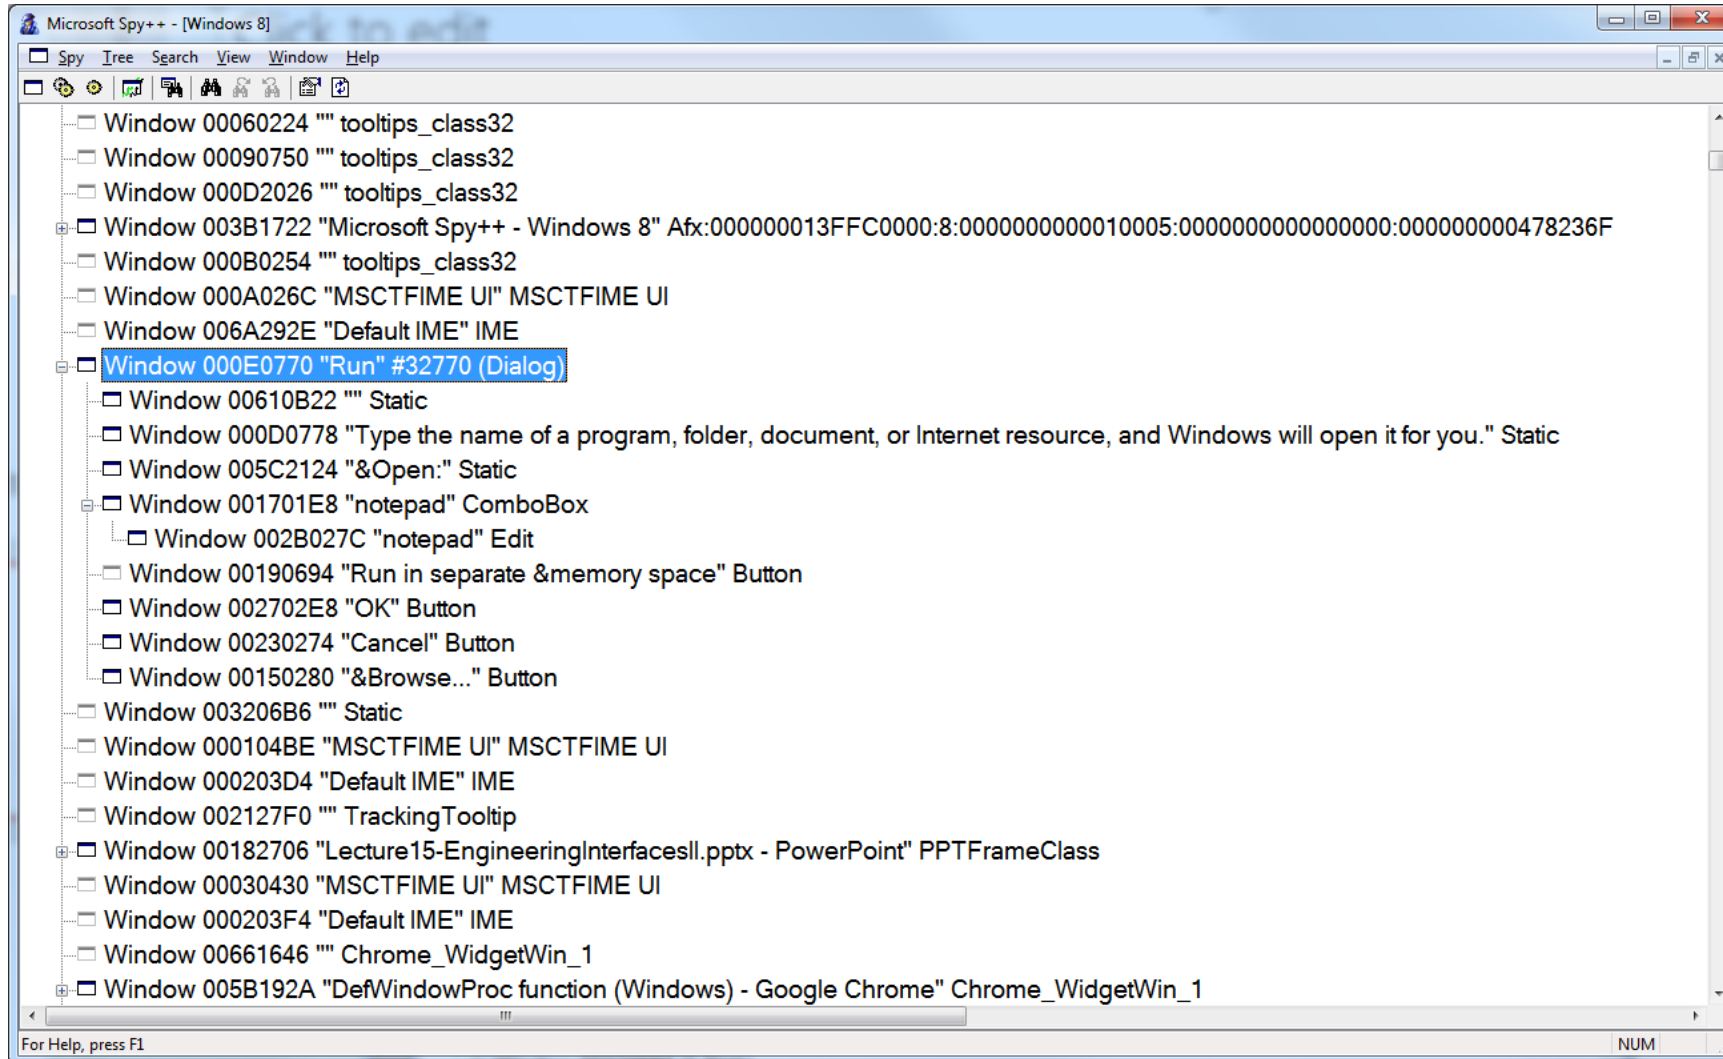 Click to edit
Microsoft Spy++ - [Windows 8]
Spy Tree Search View Window Help
Window 00060224 "" tooltips_class32
Window 00090750 "" tooltips_class32
Window 000D2026 "" tooltips_class32
Window 003B1722 "Microsoft Spy++ - Windows 8" Afx:000000013FFC0000:8:0000000000010005:0000000000000000:000000000478236F
Window 000B0254 "" tooltips_class32
Window 000A026C "MSCTFIME UI" MSCTFIME UI
Window 006A292E "Default IME" IME
Window 000E0770 "Run" #32770 (Dialog)
Window 00610B22 "" Static
Window 000D0778 "Type the name of a program, folder, document, or Internet resource, and Windows will open it for you." Static
Window 005C2124 "&Open:" Static
Window 001701E8 "notepad" ComboBox
Window 002B027C "notepad" Edit
Window 00190694 "Run in separate &memory space" Button
Window 002702E8 "OK" Button
Window 00230274 "Cancel" Button
Window 00150280 "&Browse..." Button
Window 003206B6 "" Static
Window 000104BE "MSCTFIME UI" MSCTFIME UI
Window 000203D4 "Default IME" IME
Window 002127F0 "" TrackingTooltip
Window 00182706 "Lecture15-EngineeringInterfacesII.pptx - PowerPoint" PPTFrameClass
Window 00030430 "MSCTFIME UI" MSCTFIME UI
Window 000203F4 "Default IME" IME
Window 00661646 "" Chrome_WidgetWin_1
Window 005B192A "DefWindowProc function (Windows) - Google Chrome" Chrome_WidgetWin_1
For Help, press F1
NUM